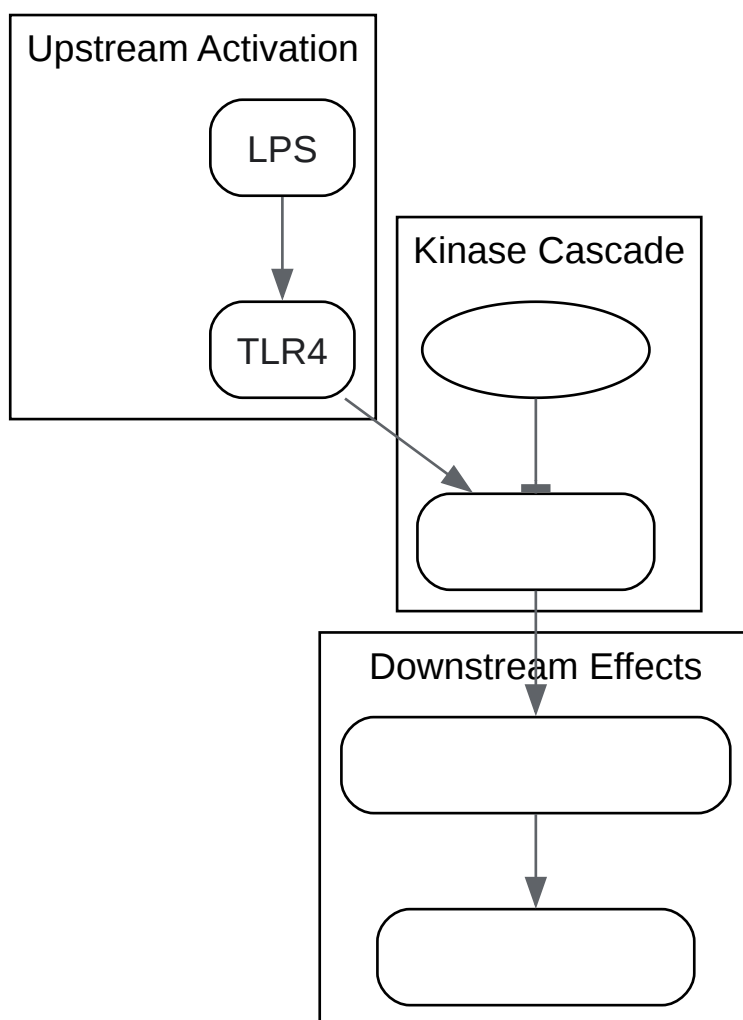 Upstream Activation
LPS
TLR4
Kinase Cascade
Downstream Effects